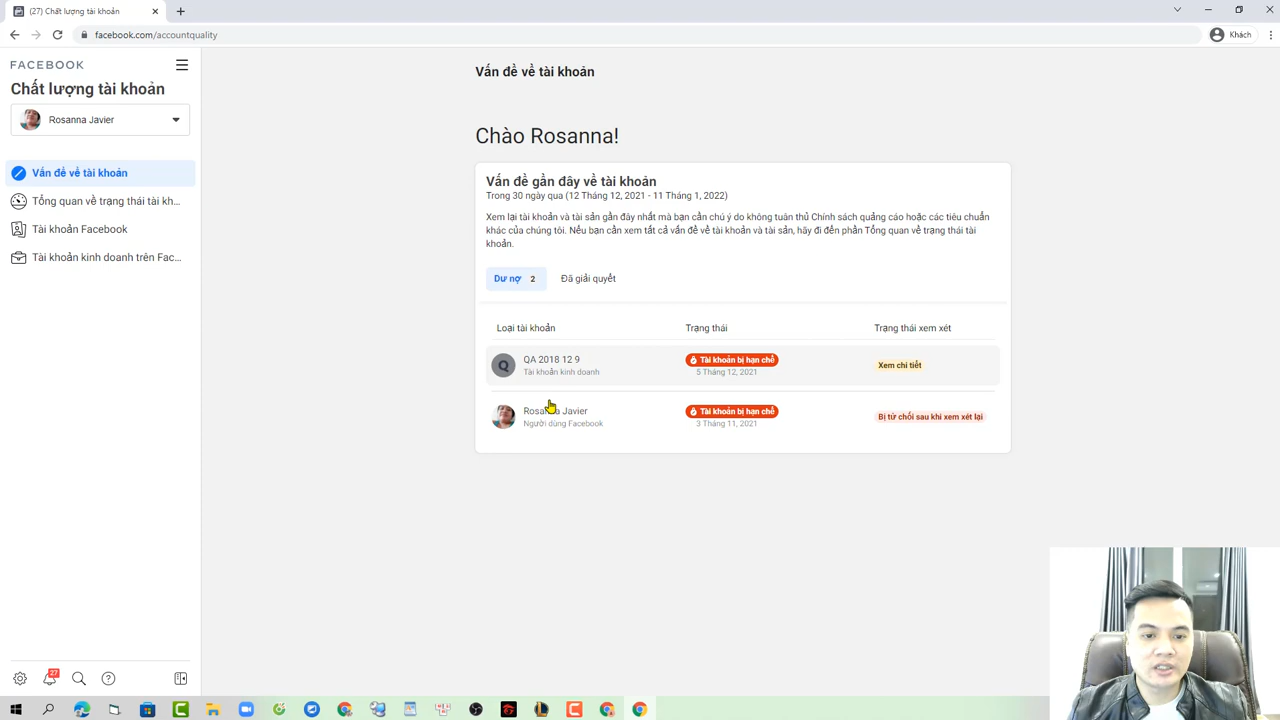 (27) Chất lượng tài khoản
facebook.com/accountquality
Khách
FACEBOOK
Chất lượng tài khoản
Rosanna Javier
Vấn đề về tài khoản
Tổng quan về trạng thái tài kh...
Tài khoản Facebook
Tài khoản kinh doanh trên Fac...
27
Vấn đề về tài khoản
Chào Rosanna!
Vấn đề gần đây về tài khoản
Trong 30 ngày qua (12 Tháng 12, 2021 - 11 Tháng 1, 2022)
Xem lại tài khoản và tài sản gần đây nhất mà bạn cần chú ý do không tuân thủ Chính sách quảng cáo hoặc các tiêu chuẩn
khác của chúng tôi. Nếu bạn cần xem tất cả vấn đề về tài khoản và tài sản, hãy đi đến phần Tổng quan về trạng thái tài
khoản.
Dư nợ 2 Đã giải quyết
Loại tài khoản Trạng thái Trạng thái xem xét
Q QA 2018 12 9 Tài khoản bị hạn chế Xem chi tiết
Tài khoản kinh doanh 5 Tháng 12, 2021
Rosanna Javier Tài khoản bị hạn chế Bị từ chối sau khi xem xét lại
Người dùng Facebook 3 Tháng 11, 2021